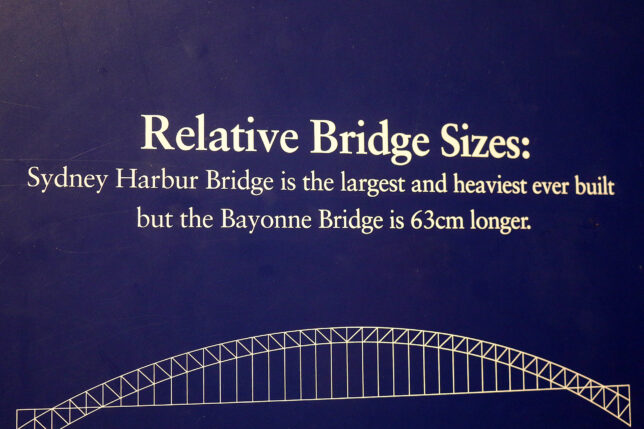 Relative Bridge Sizes:
Sydney Harbur Bridge is the largest and heaviest ever built
but the Bayonne Bridge is 63cm longer.